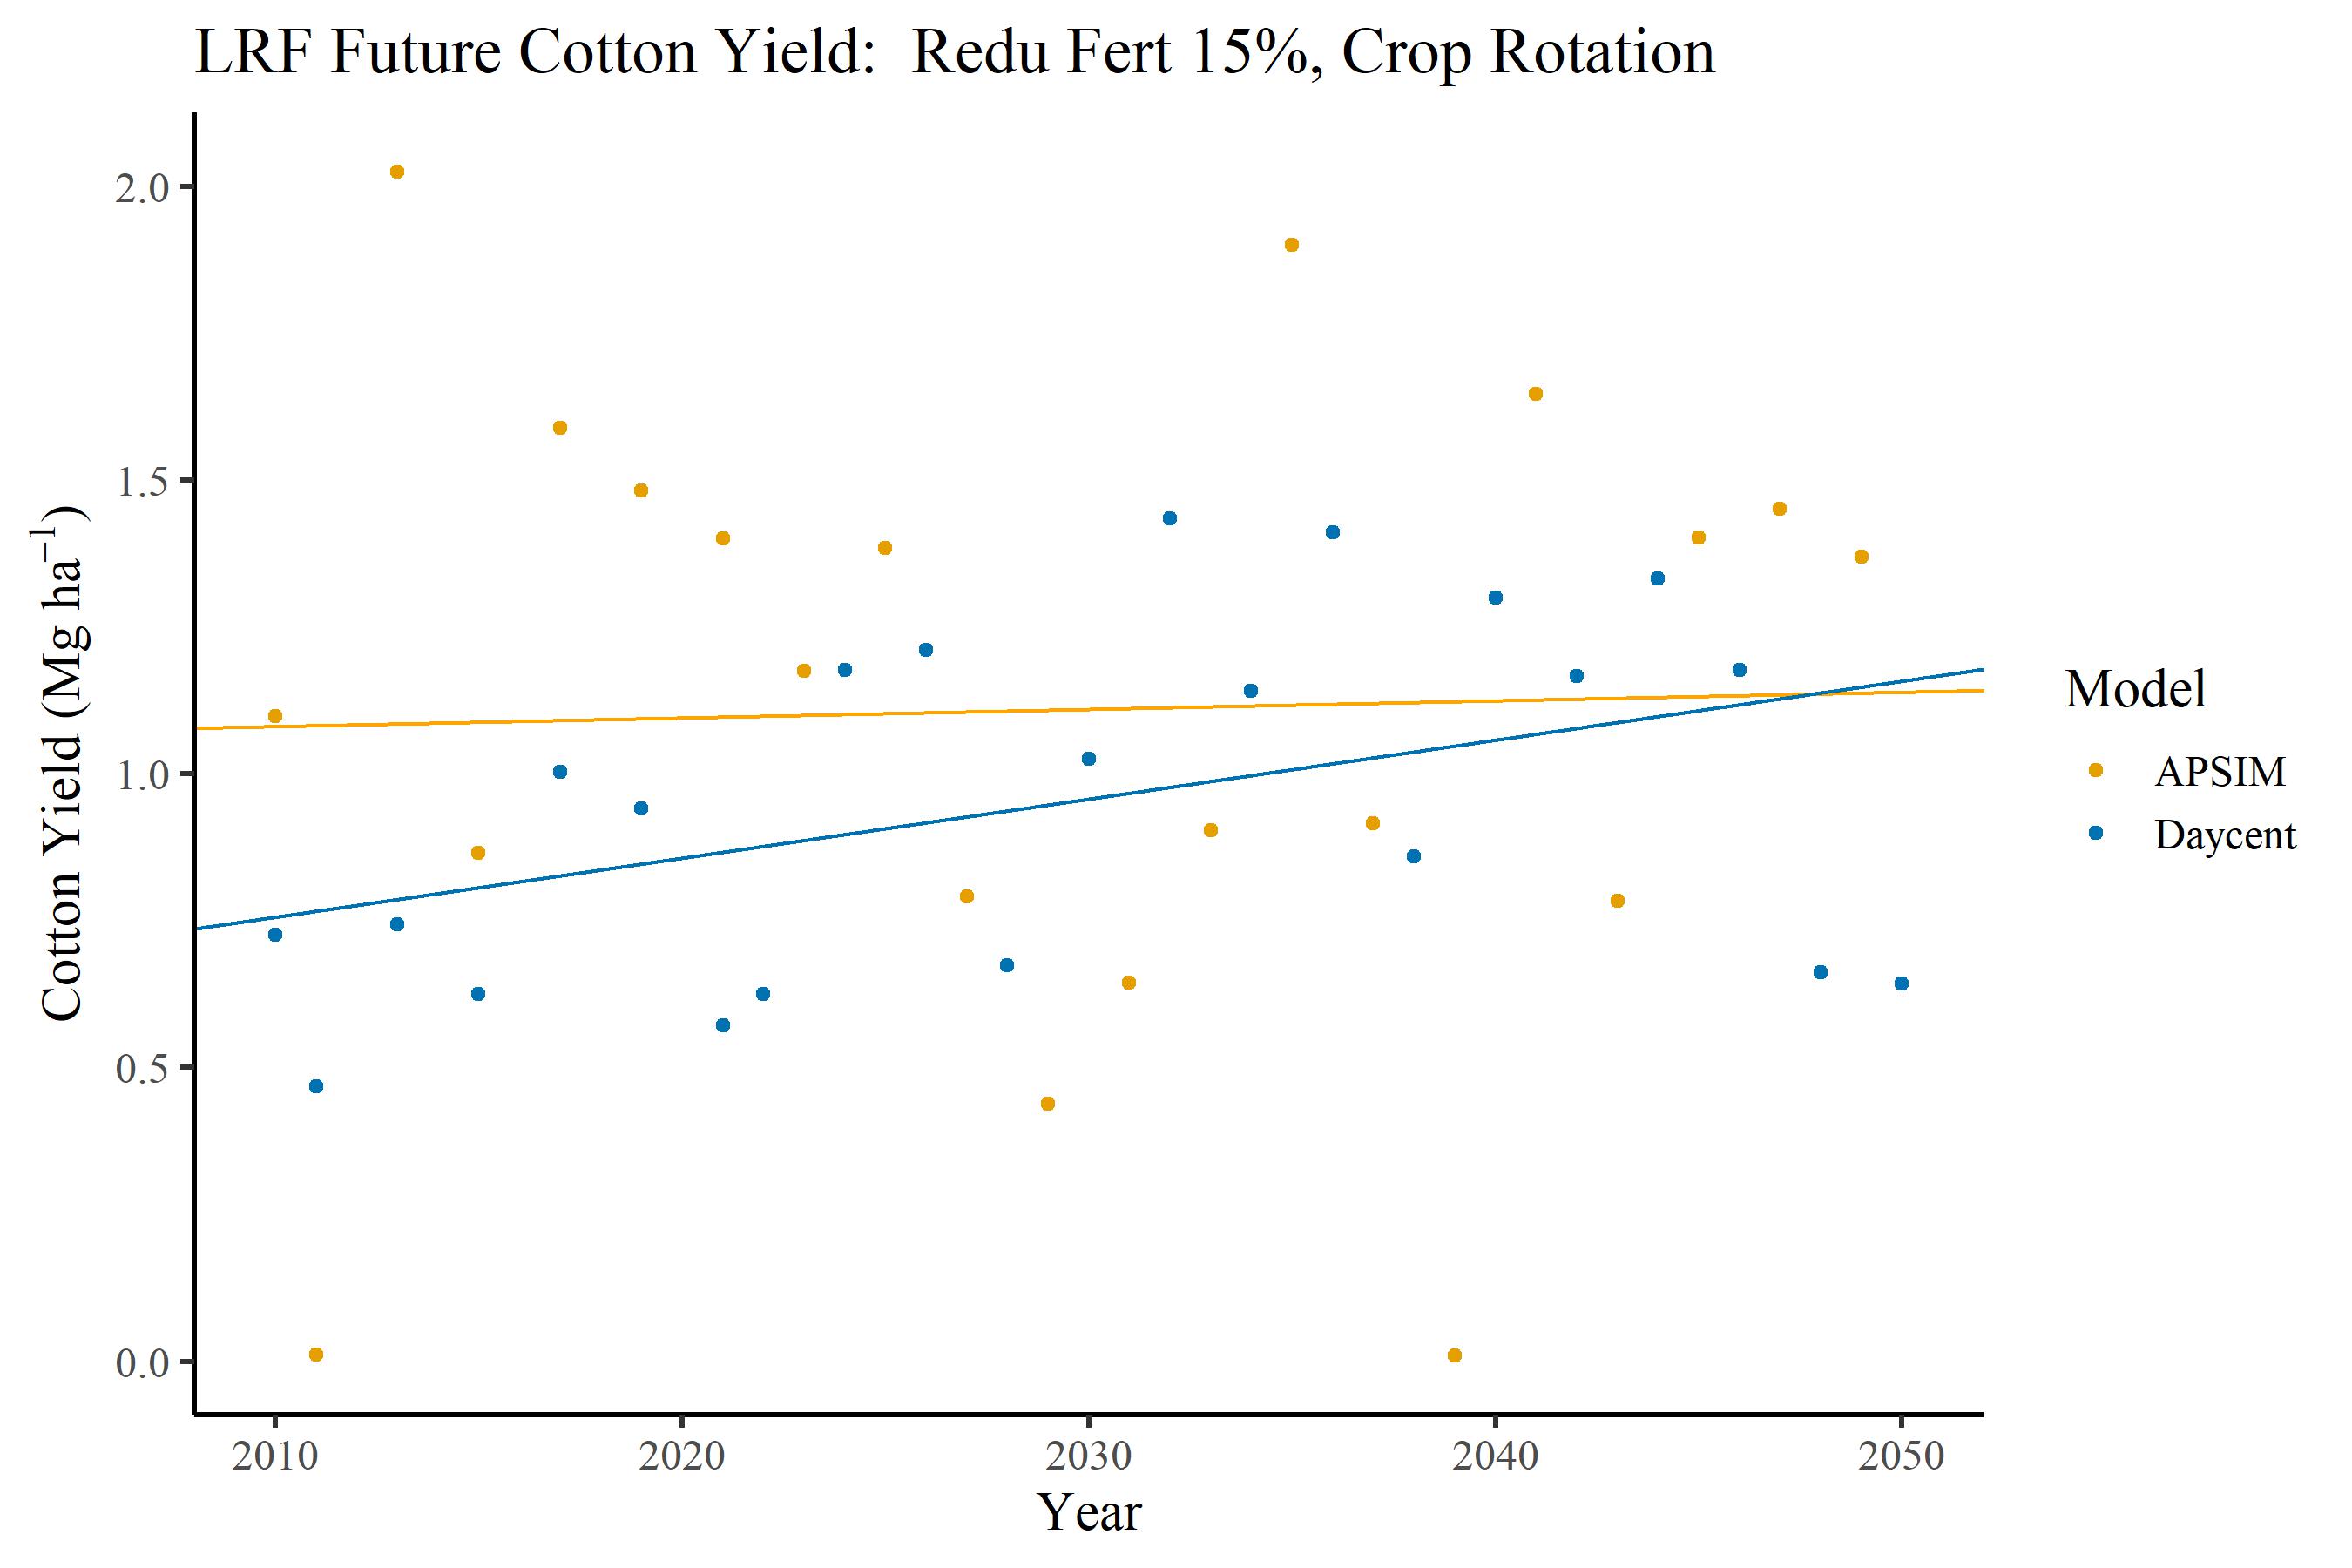 LRF Future Cotton Yield:  Redu Fert 15%, Crop Rotation
Cotton Yield (Mg ha⁻¹)
2.0
1.5
1.0
0.5
0.0
2010 2020 2030 2040 2050
Year
Model
APSIM
Daycent